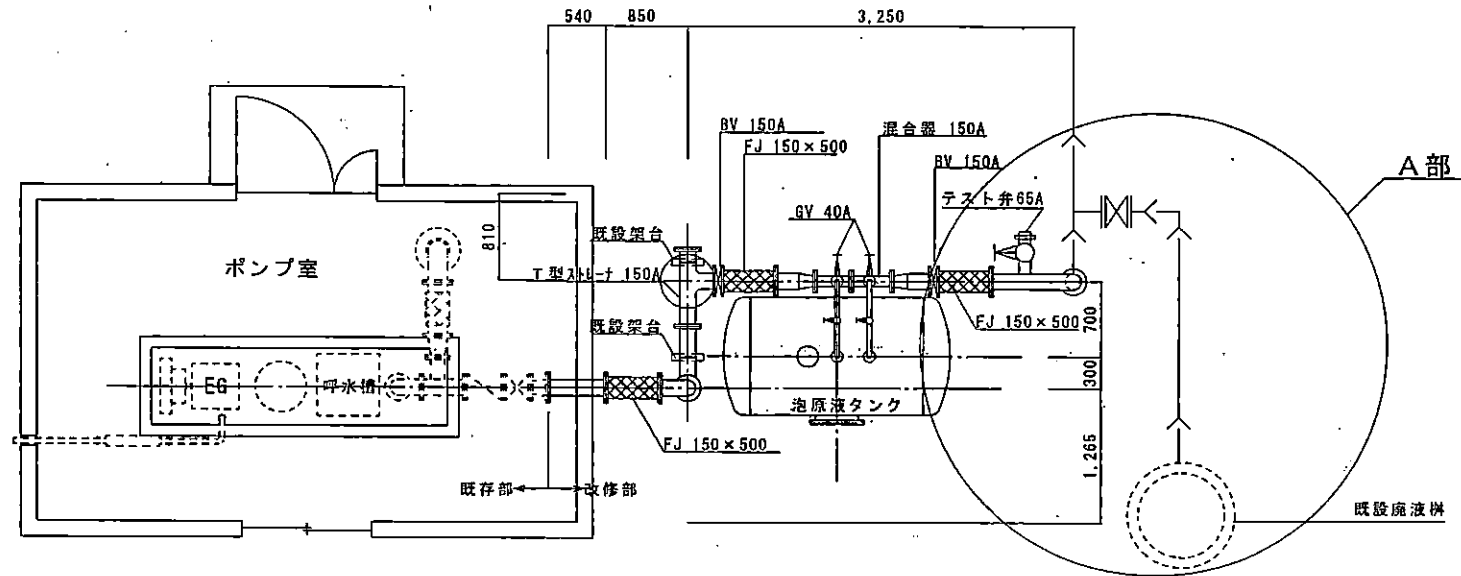 540
850
3,250
BV 150A
混合器 150A
FJ 150×500
BV 150A
A部
テスト弁65A
GV 40A
810
既設架台
ポンプ室
T型ストレーナ 150A
FJ 150×500
700
既設架台
300
EG
呼水槽
泡原液タンク
FJ 150×500
1,265
既存部
改修部
既設廃液桝